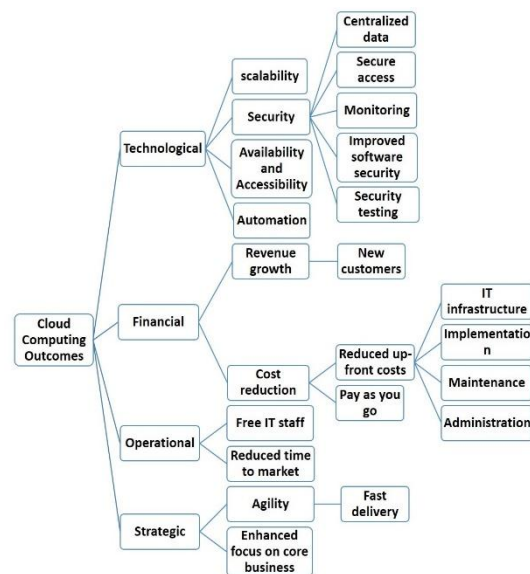 Cloud
Computing
Outcomes
Technological
scalability
Security
Centralized
data
Secure
access
Monitoring
Improved
software
security
Security
testing
Availability
and
Accessibility
Automation
Financial
Revenue
growth
New
customers
Cost
reduction
Reduced up-
front costs
IT
infrastructure
Implementatio
n
Maintenance
Administration
Pay as you
go
Operational
Free IT staff
Reduced time
to market
Strategic
Agility
Fast
delivery
Enhanced
focus on core
business